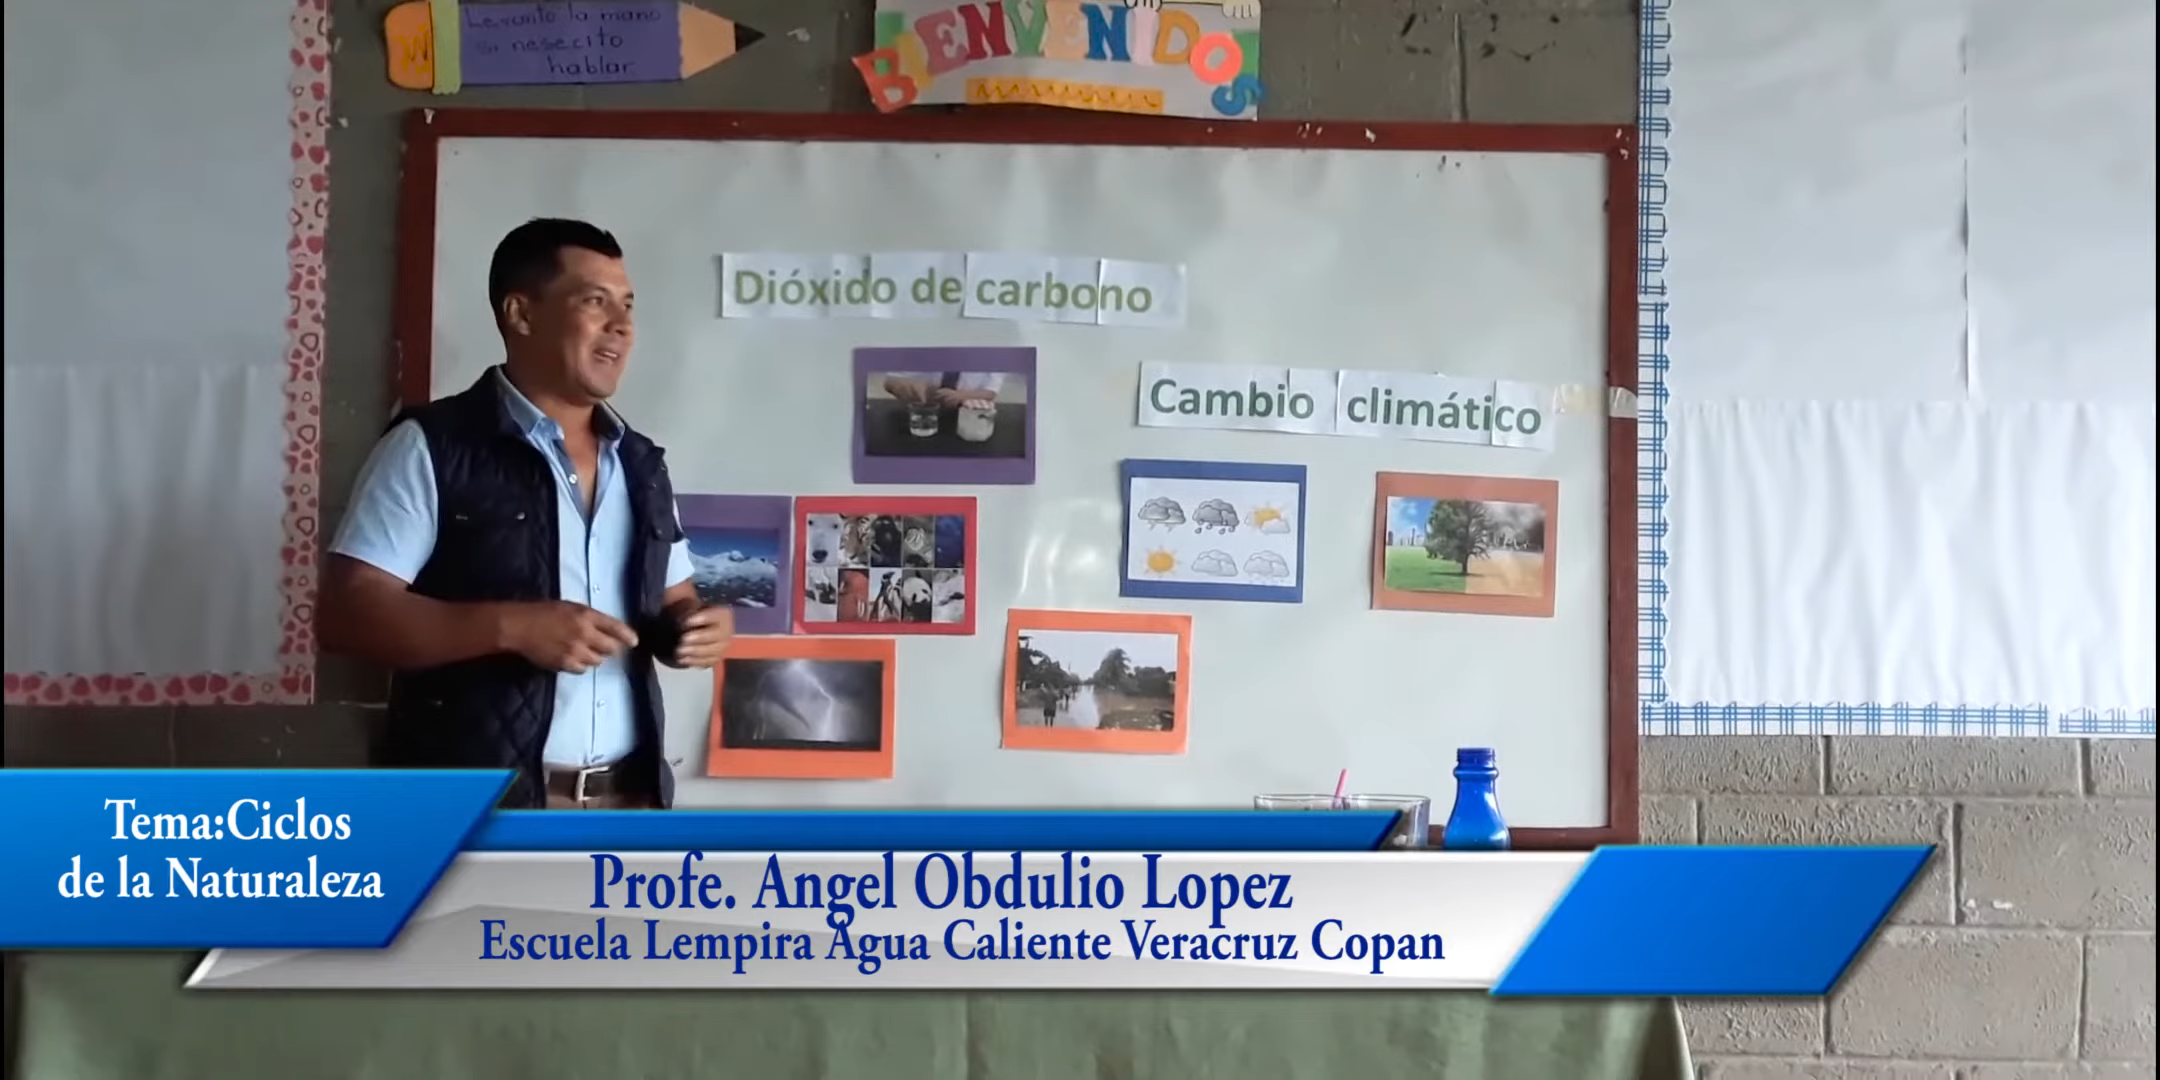 Levanto la mano
si nesecito
hablar
BIENVENIDOS
Dióxido de carbono
Cambio climático
Tema:Ciclos
de la Naturaleza
Profe. Angel Obdulio Lopez
Escuela Lempira Agua Caliente Veracruz Copan